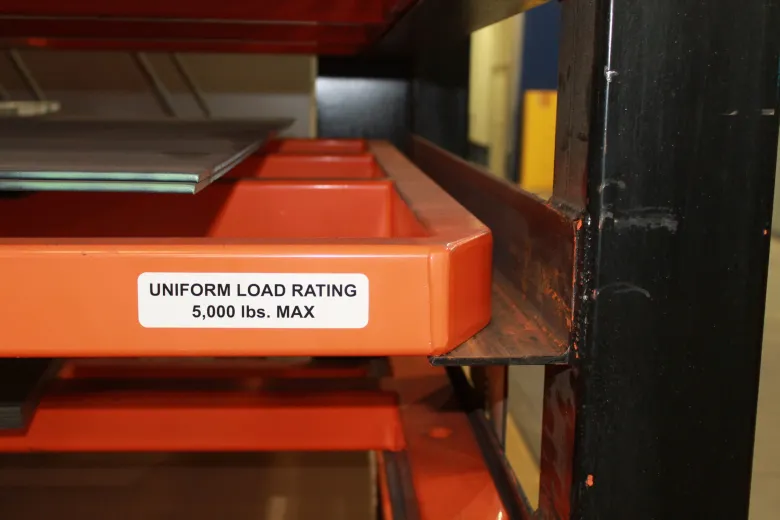 UNIFORM LOAD RATING
5,000 lbs. MAX